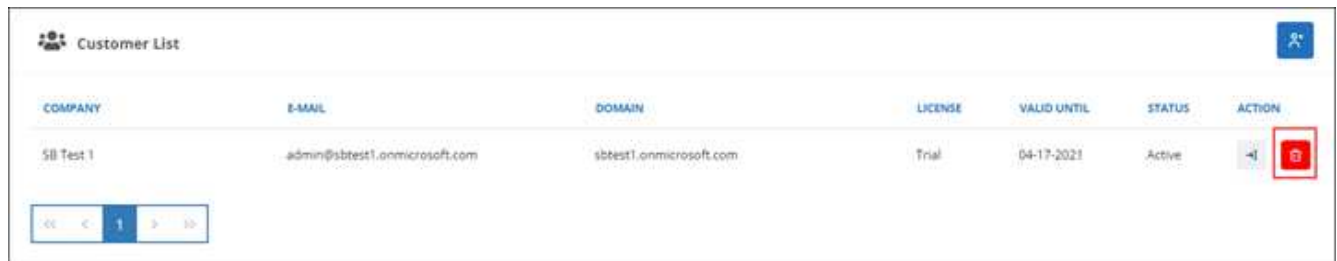 Customer List
COMPANY E-MAIL DOMAIN LICENSE VALID UNTIL STATUS ACTION
SB Test 1 admin@sbtest1.onmicrosoft.com sbtest1.onmicrosoft.com Trial 04-17-2021 Active
<< < 1 > >>